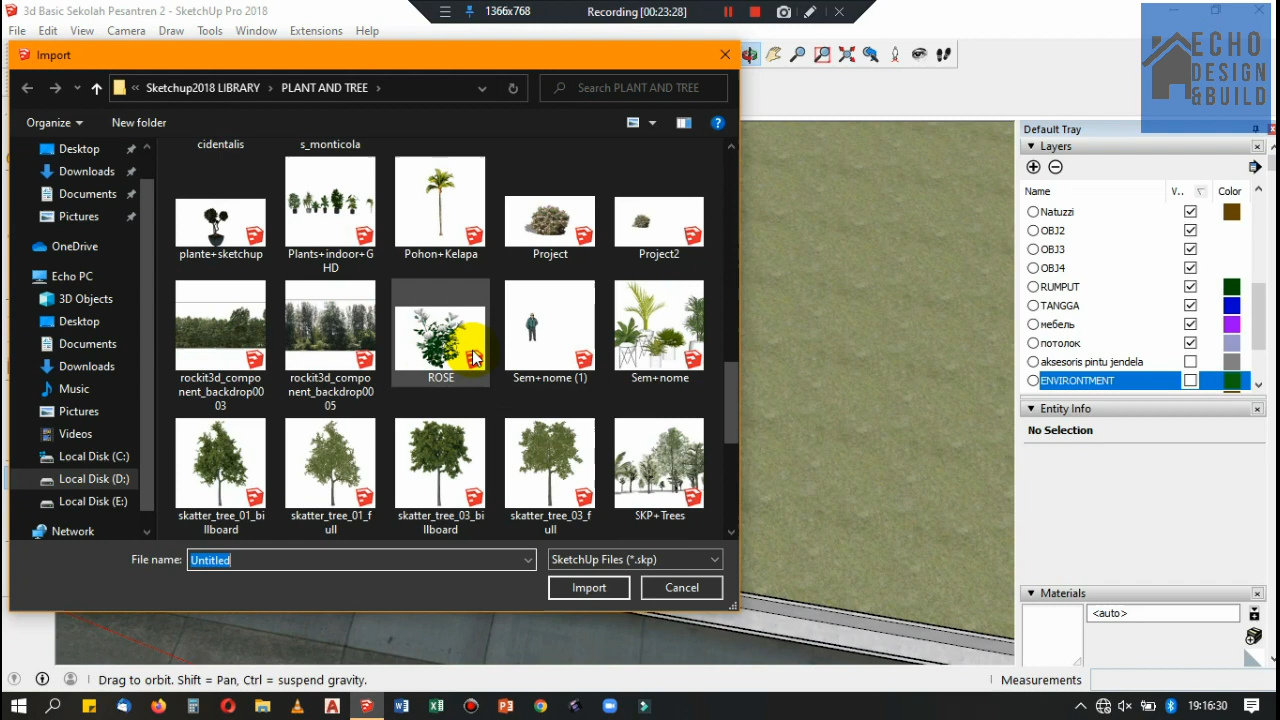 3d Basic Sekolah Pesantren 2 - SketchUp Pro 2018
1366x768
Recording [00:23:28]
File Edit View Camera Draw Tools Window Extensions Help
ECHO
DESIGN
&BUILD
Import
Sketchup2018 LIBRARY
PLANT AND TREE
Search PLANT AND TREE
Organize
New folder
Desktop
Downloads
Documents
Pictures
OneDrive
Echo PC
3D Objects
Desktop
Documents
Downloads
Music
Pictures
Videos
Local Disk (C:)
Local Disk (D:)
Local Disk (E:)
Network
cidentalis
s_monticola
plante+sketchup
Plants+indoor+G
HD
Pohon+Kelapa
Project
Project2
rockit3d_compo
nent_backdrop00
03
rockit3d_compo
nent_backdrop00
05
ROSE
Sem+nome (1)
Sem+nome
skatter_tree_01_bi
llboard
skatter_tree_01_f
ull
skatter_tree_03_bi
llboard
skatter_tree_03_f
ull
SKP+Trees
File name:
Untitled
SketchUp Files (*.skp)
Import
Cancel
Default Tray
Layers
Name
V..
Color
Natuzzi
OBJ2
OBJ3
OBJ4
RUMPUT
TANGGA
мебель
потолок
aksesoris pintu jendela
ENVIRONTMENT
Entity Info
No Selection
Materials
<auto>
Drag to orbit. Shift = Pan, Ctrl = suspend gravity.
Measurements
19:16:30